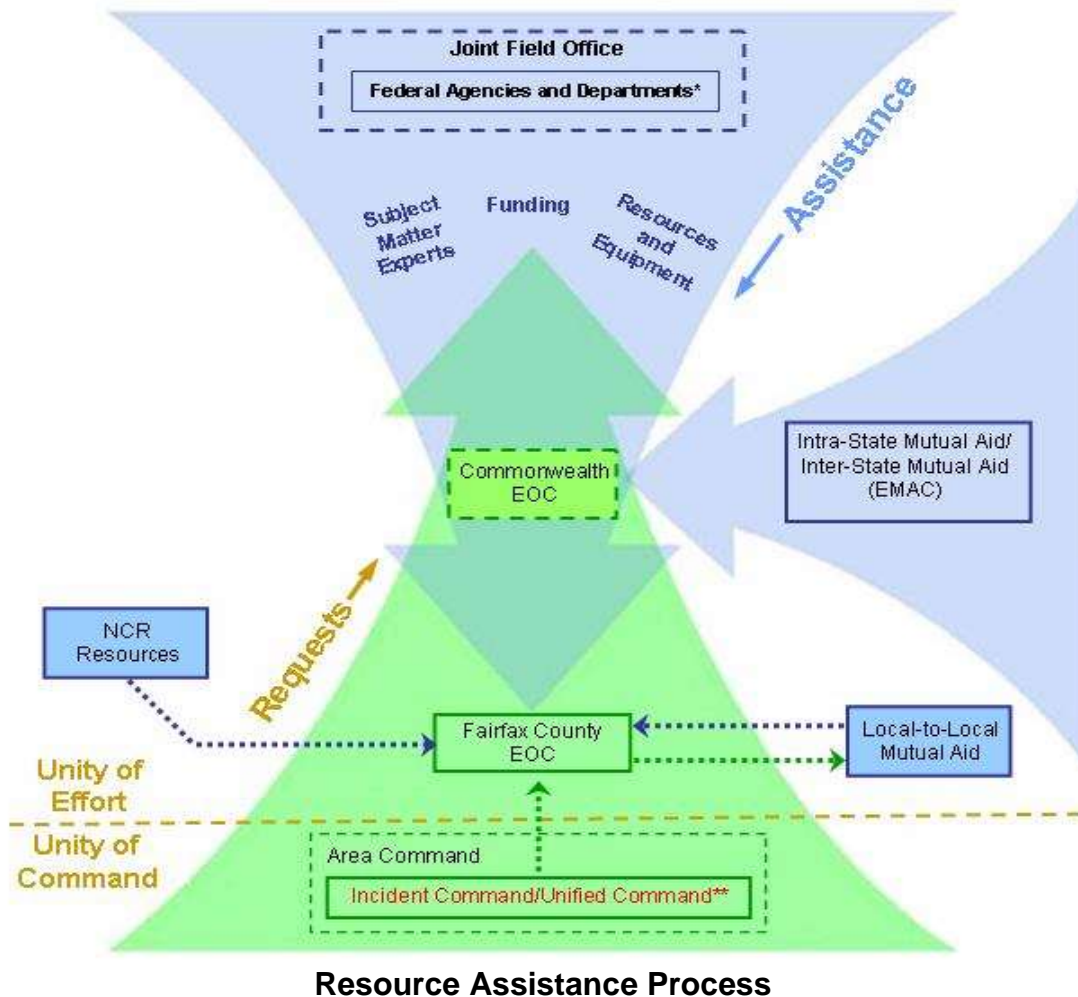 Joint Field Office
Federal Agencies and Departments*
Assistance
Subject
Matter
Experts
Funding
Resources
and
Equipment
Commonwealth
EOC
Intra-State Mutual Aid/
Inter-State Mutual Aid
(EMAC)
Requests
NCR
Resources
Fairfax County
EOC
Local-to-Local
Mutual Aid
Unity of
Effort
Unity of
Command
Area Command
Incident Command/Unified Command**
Resource Assistance Process